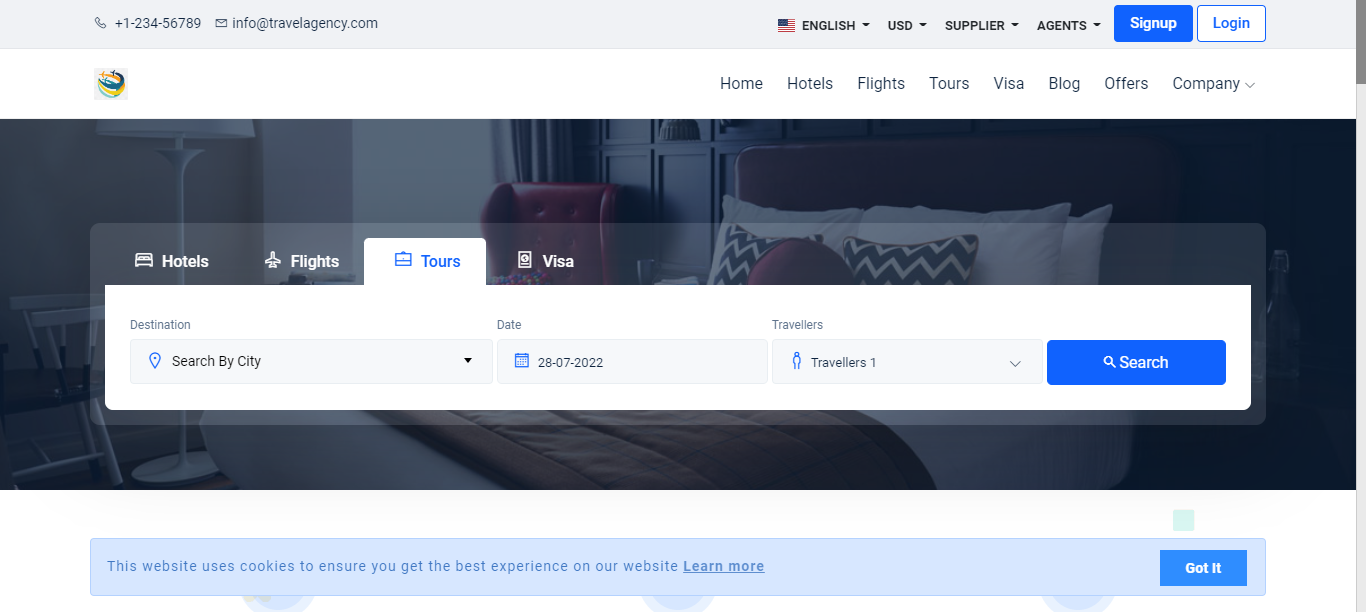 +1-234-56789 info@travelagency.com ENGLISH USD SUPPLIER AGENTS Signup Login
Home Hotels Flights Tours Visa Blog Offers Company
Hotels Flights Tours Visa
Destination Date Travellers
Search By City 28-07-2022 Travellers 1 Search
This website uses cookies to ensure you get the best experience on our website Learn more Got It